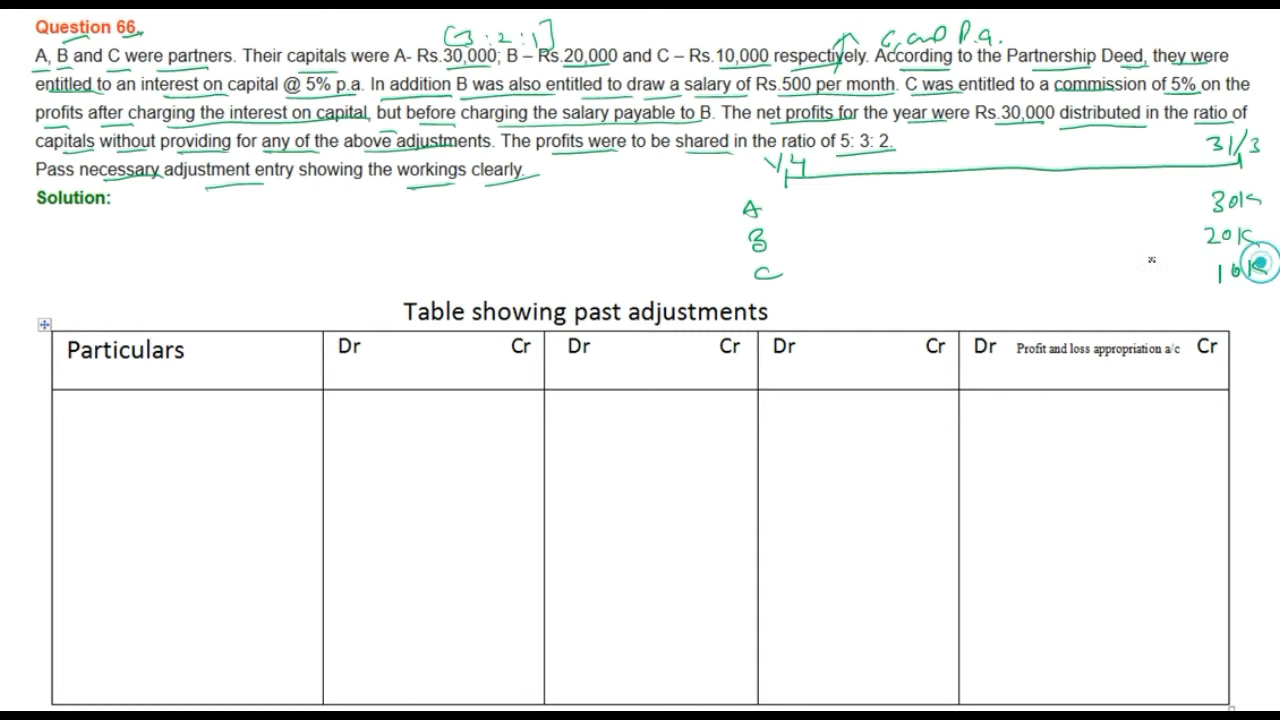 Question 66.
[3 : 2 : 1] C, and P.a.
A, B and C were partners. Their capitals were A- Rs.30,000; B – Rs.20,000 and C – Rs.10,000 respectively. According to the Partnership Deed, they were
entitled to an interest on capital @ 5% p.a. In addition B was also entitled to draw a salary of Rs.500 per month. C was entitled to a commission of 5% on the
profits after charging the interest on capital, but before charging the salary payable to B. The net profits for the year were Rs.30,000 distributed in the ratio of
capitals without providing for any of the above adjustments. The profits were to be shared in the ratio of 5: 3: 2.
1/4 31/3
Pass necessary adjustment entry showing the workings clearly.
Solution:
A 30K
B 20K
C 10K
Table showing past adjustments
Particulars Dr Cr Dr Cr Dr Cr Dr Profit and loss appropriation a/c Cr